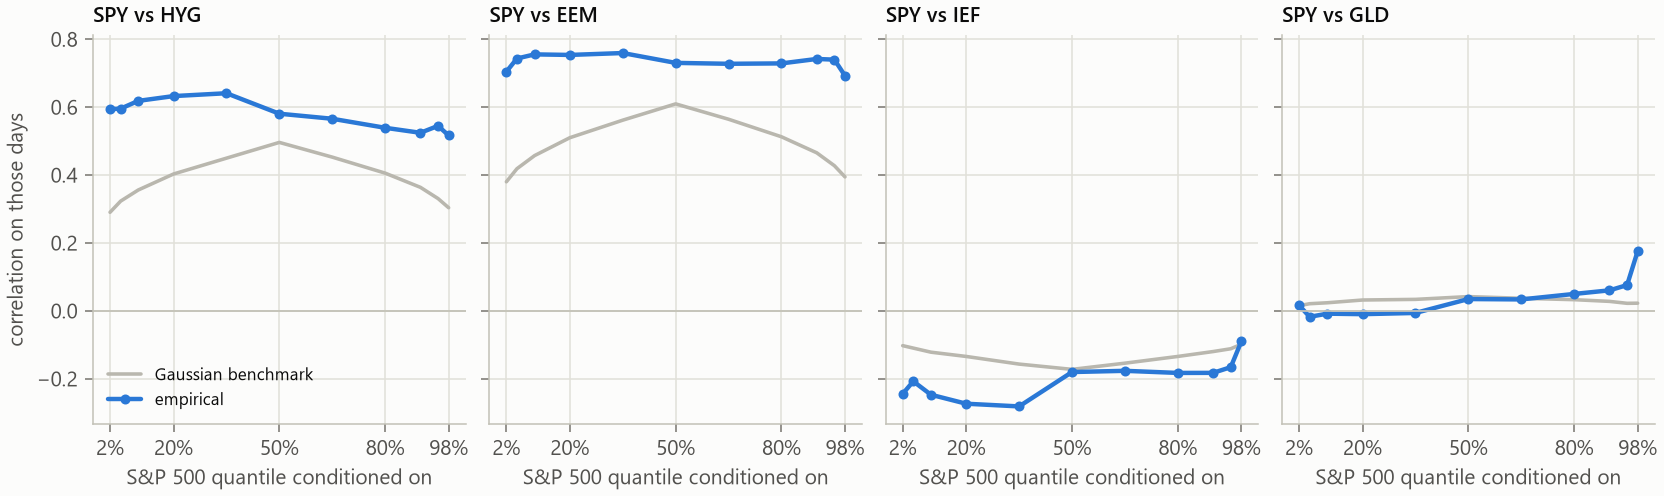 SPY vs HYG
SPY vs EEM
SPY vs IEF
SPY vs GLD
correlation on those days
0.8
0.6
0.4
0.2
0.0
−0.2
Gaussian benchmark
empirical
2% 20% 50% 80% 98%
2% 20% 50% 80% 98%
2% 20% 50% 80% 98%
2% 20% 50% 80% 98%
S&P 500 quantile conditioned on
S&P 500 quantile conditioned on
S&P 500 quantile conditioned on
S&P 500 quantile conditioned on